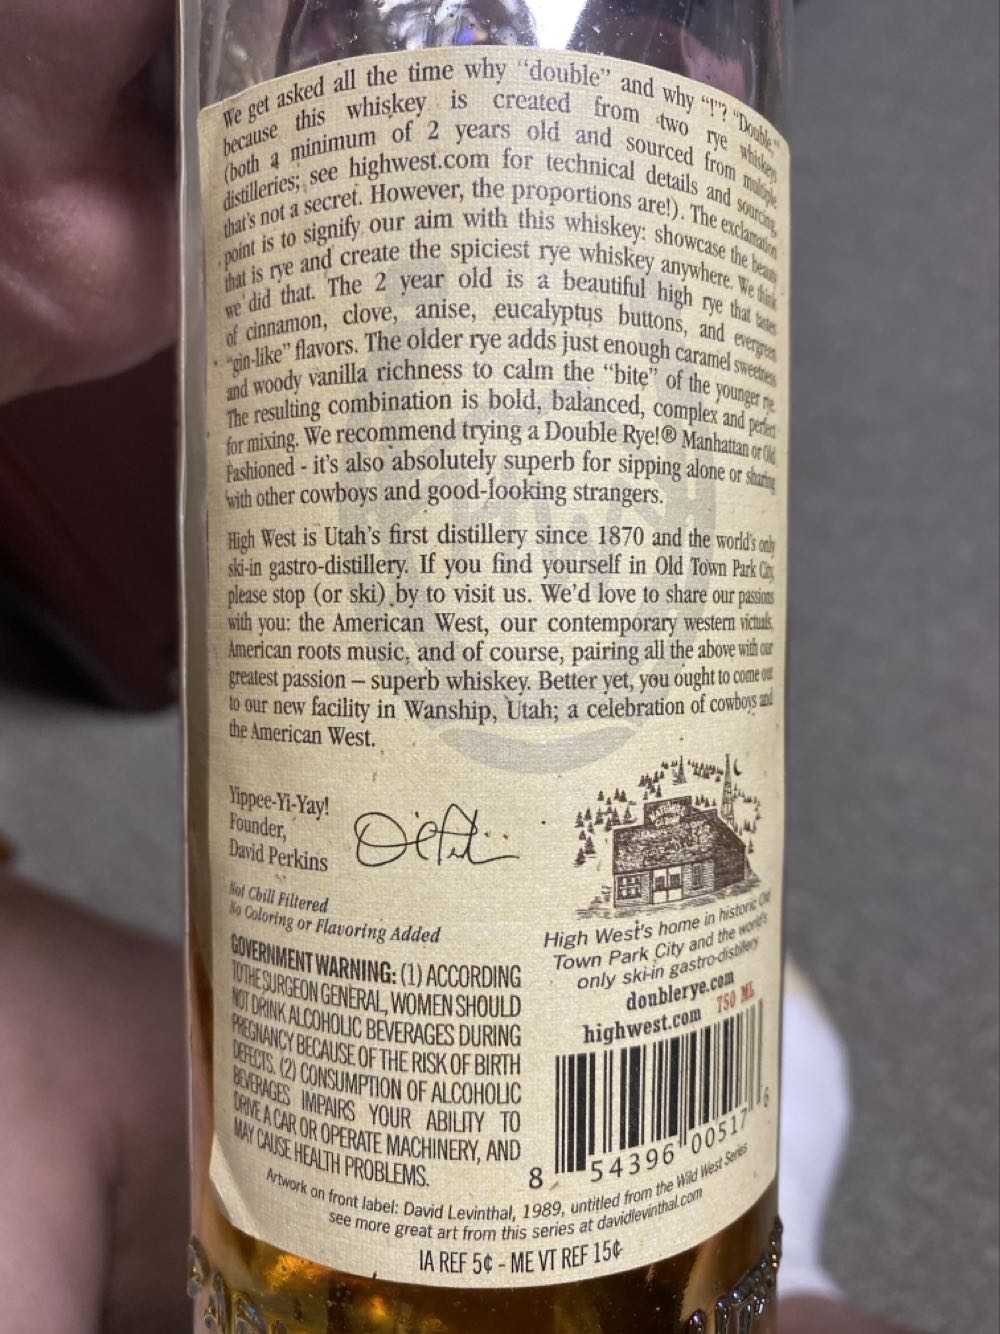 We get asked all the time why “double” and why “!”? “Double,”
because this whiskey is created from two rye whiskeys
(both a minimum of 2 years old and sourced from multiple
distilleries; see highwest.com for technical details and sourcing,
that's not a secret. However, the proportions are!). The exclamation
point is to signify our aim with this whiskey: showcase the beauty
that is rye and create the spiciest rye whiskey anywhere. We think
we did that. The 2 year old is a beautiful high rye that tastes
of cinnamon, clove, anise, eucalyptus buttons, and evergreen
“gin-like” flavors. The older rye adds just enough caramel sweetness
and woody vanilla richness to calm the “bite” of the younger rye.
The resulting combination is bold, balanced, complex and perfect
for mixing. We recommend trying a Double Rye!® Manhattan or Old
Fashioned - it's also absolutely superb for sipping alone or sharing
with other cowboys and good-looking strangers.
High West is Utah's first distillery since 1870 and the world's only
ski-in gastro-distillery. If you find yourself in Old Town Park City,
please stop (or ski) by to visit us. We'd love to share our passions
with you: the American West, our contemporary western victuals,
American roots music, and of course, pairing all the above with our
greatest passion – superb whiskey. Better yet, you ought to come out
to our new facility in Wanship, Utah; a celebration of cowboys and
the American West.
Yippee-Yi-Yay!
Founder,
David Perkins
Not Chill Filtered
No Coloring or Flavoring Added
GOVERNMENT WARNING: (1) ACCORDING
TO THE SURGEON GENERAL, WOMEN SHOULD
NOT DRINK ALCOHOLIC BEVERAGES DURING
PREGNANCY BECAUSE OF THE RISK OF BIRTH
DEFECTS. (2) CONSUMPTION OF ALCOHOLIC
BEVERAGES IMPAIRS YOUR ABILITY TO
DRIVE A CAR OR OPERATE MACHINERY, AND
MAY CAUSE HEALTH PROBLEMS.
High West's home in historic Old
Town Park City and the world's
only ski-in gastro-distillery
doublerye.com
highwest.com 750 ML
8 54396 00517 6
Artwork on front label: David Levinthal, 1989, untitled from the Wild West Series
see more great art from this series at davidlevinthal.com
IA REF 5¢ - ME VT REF 15¢